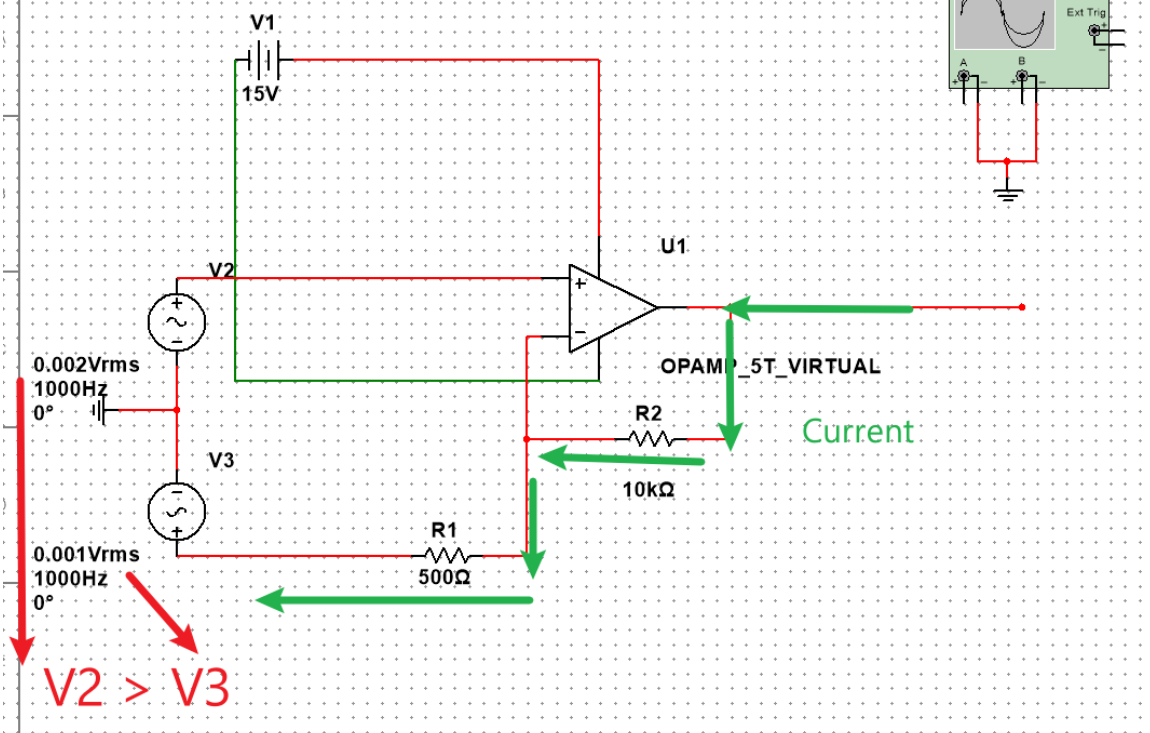 V1
15V
Ext Trig
+
−
A
B
+ −
+ −
U1
V2
+
−
+
−
0.002Vrms
1000Hz
0°
OPAMP_5T_VIRTUAL
R2
10kΩ
Current
V3
−
+
R1
500Ω
0.001Vrms
1000Hz
0°
V2 > V3